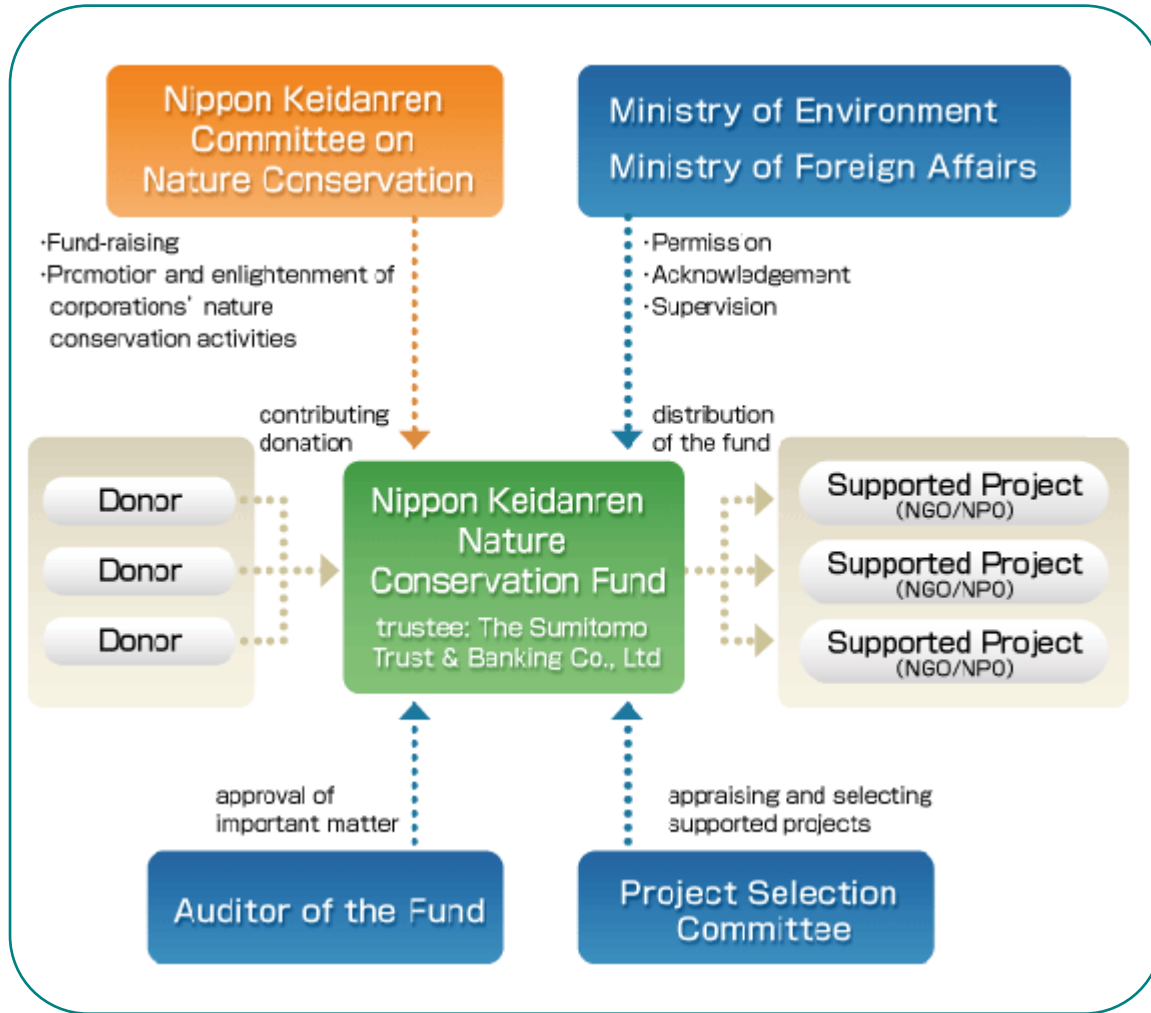 Nippon Keidanren
Committee on
Nature Conservation
Ministry of Environment
Ministry of Foreign Affairs
・Fund-raising
・Promotior and enlightenment of
corporations' nature
conservation activities
・Permission
・Acknowledgement
・Supervision
contributing
donation
distribution
of the fund
Donor
Donor
Donor
Nippon Keidanren
Nature
Conservation Fund
trustee: The Sumitomo
Trust & Banking Co., Ltd
Supported Project
(NGO/NPO)
Supported Project
(NGO/NPO)
Supported Project
(NGO/NPO)
approval of
important matter
appraising and selecting
supported projects
Auditor of the Fund
Project Selection
Committee